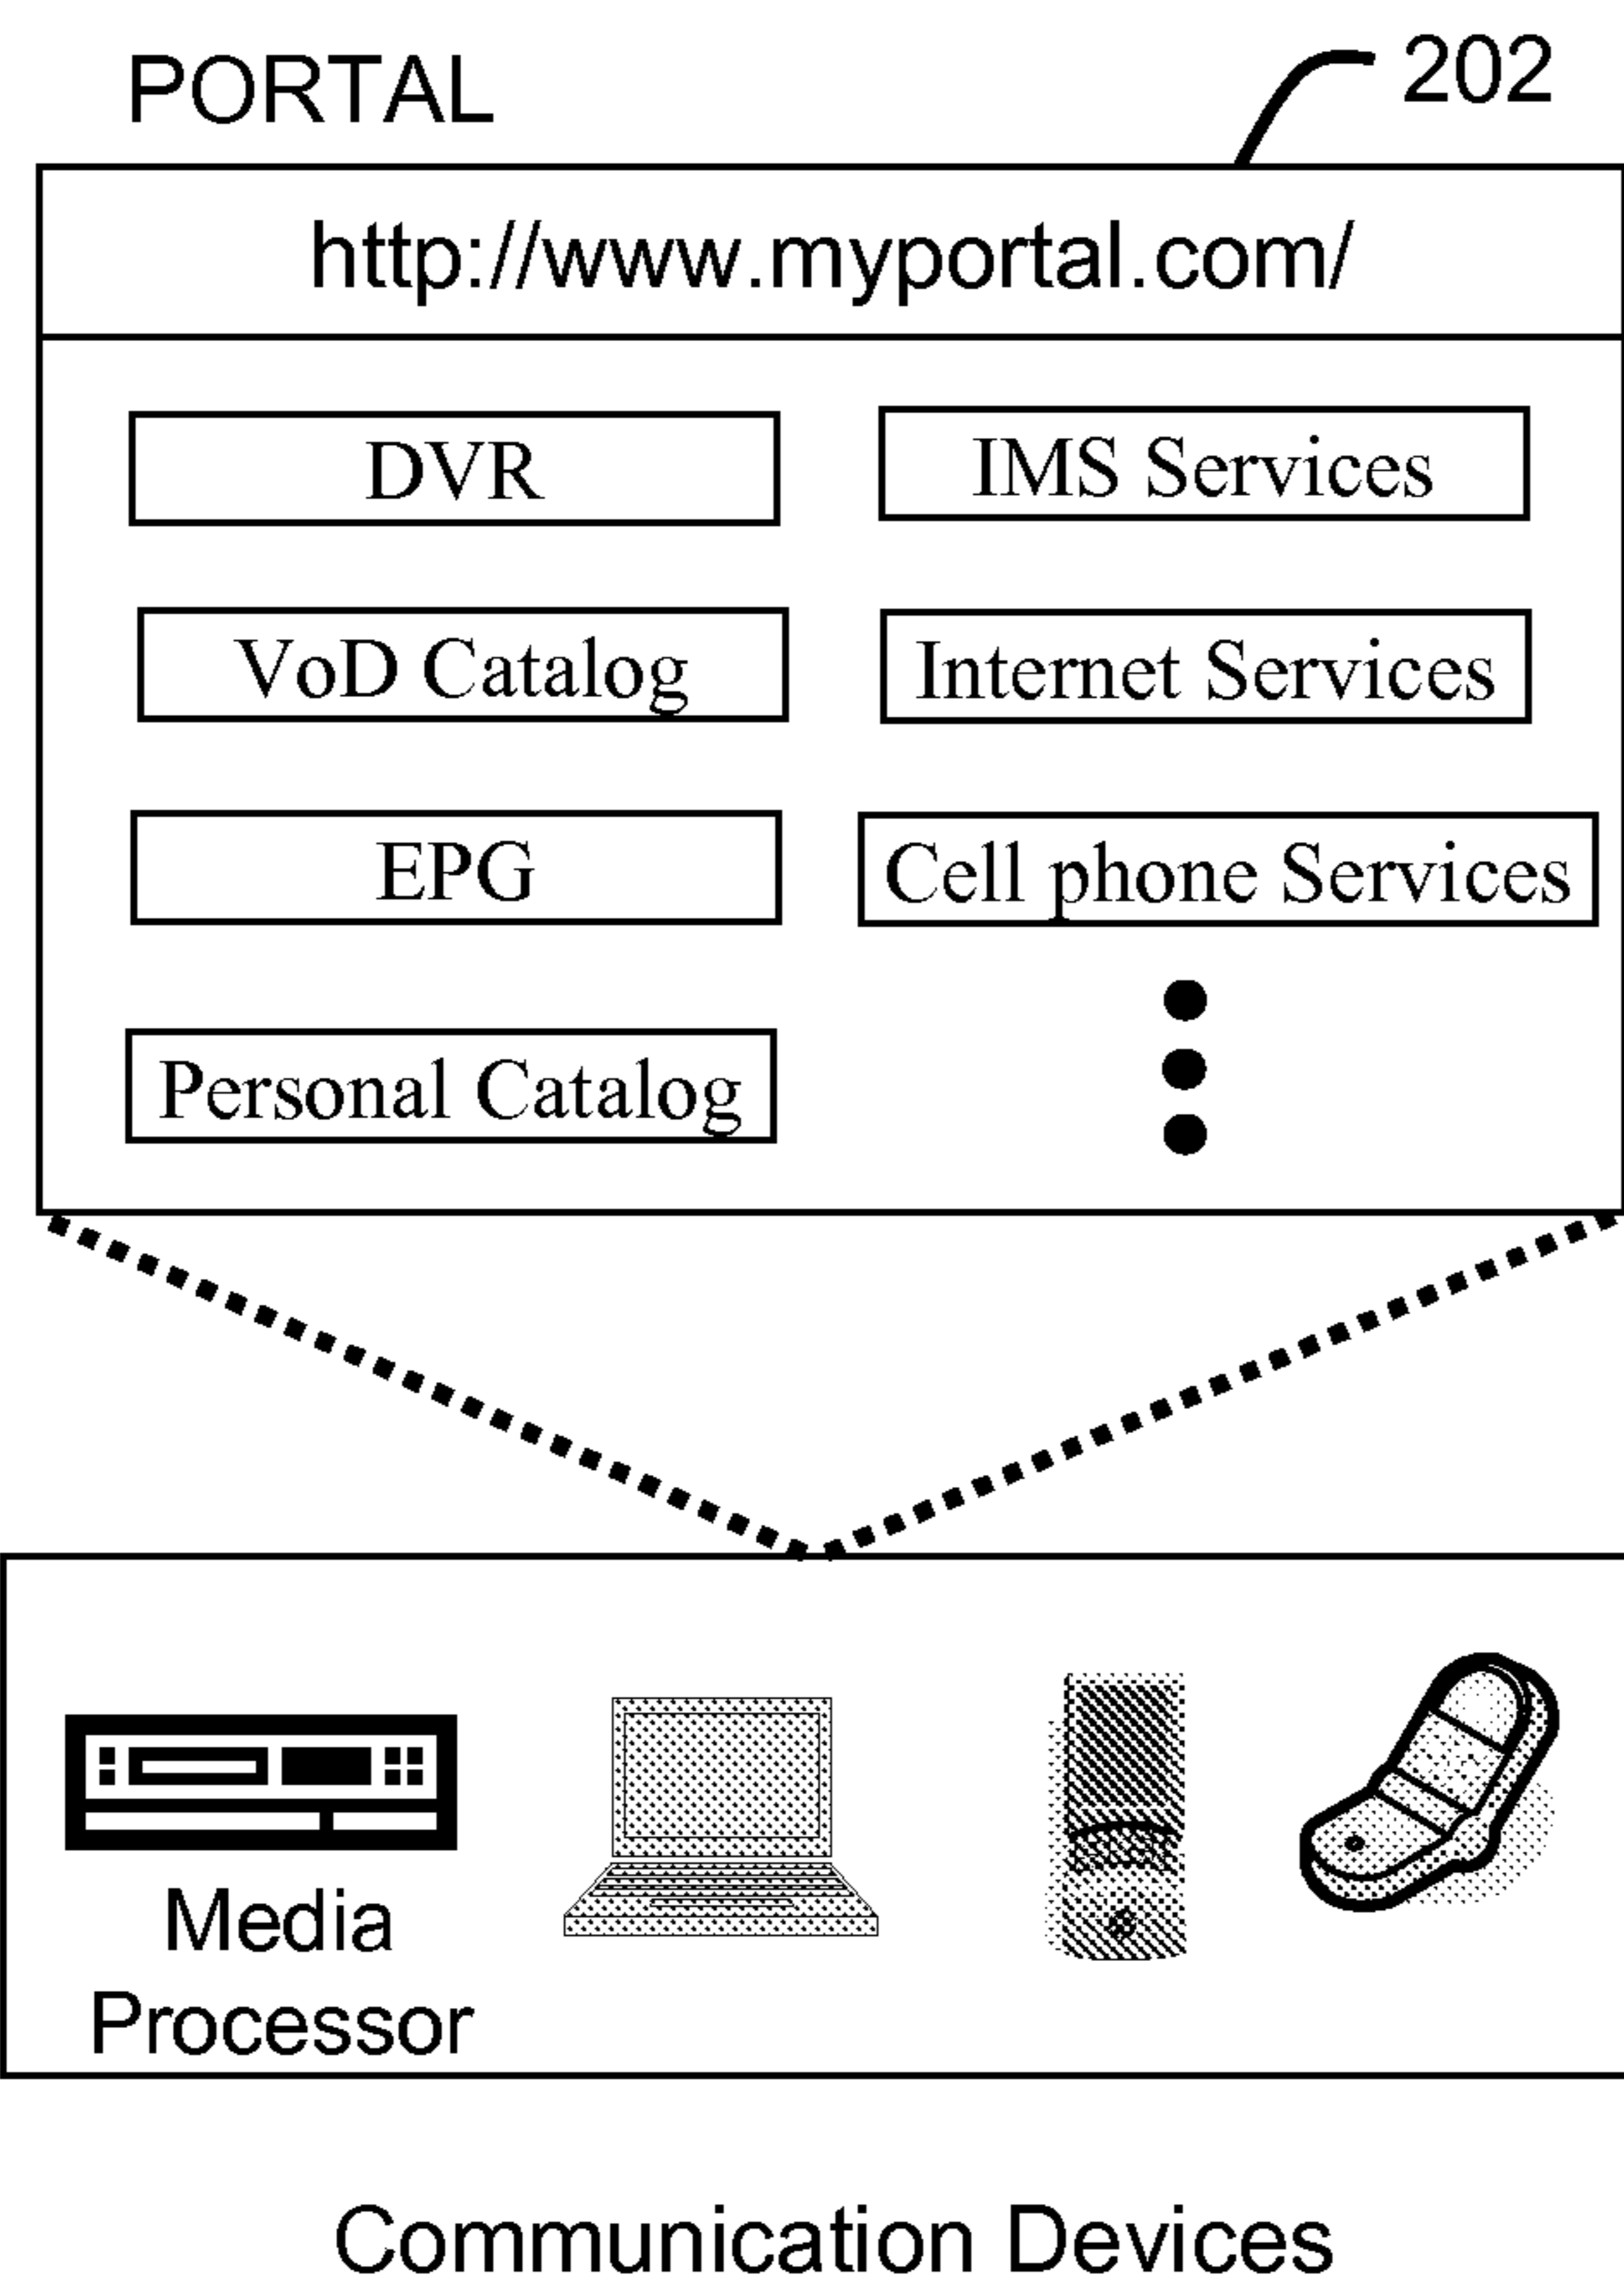 PORTAL
202
http://www.myportal.com/
DVR
IMS Services
VoD Catalog
Internet Services
EPG
Cell phone Services
Personal Catalog
Media
Processor
Communication Devices